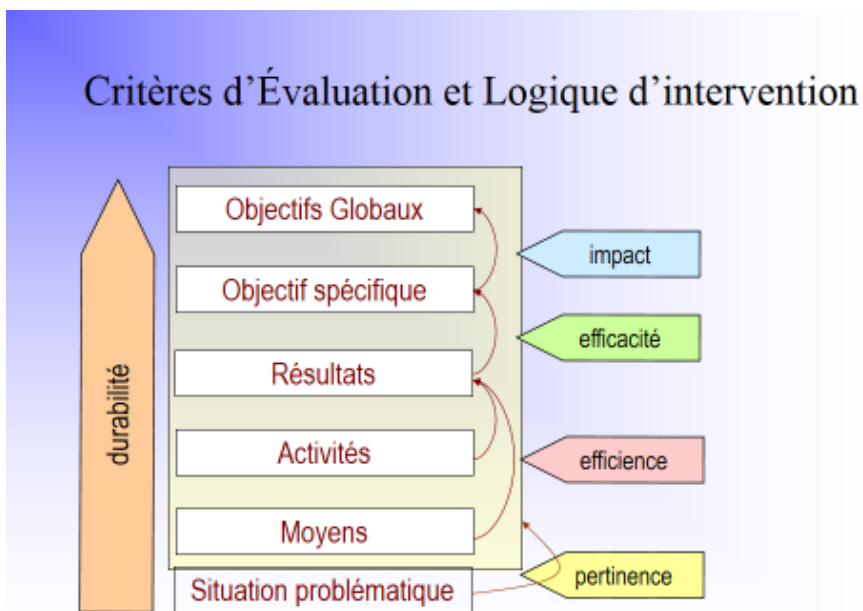 Critères d'Évaluation et Logique d'intervention
Objectifs Globaux
impact
Objectif spécifique
efficacité
Résultats
durabilité
Activités
efficience
Moyens
pertinence
Situation problématique